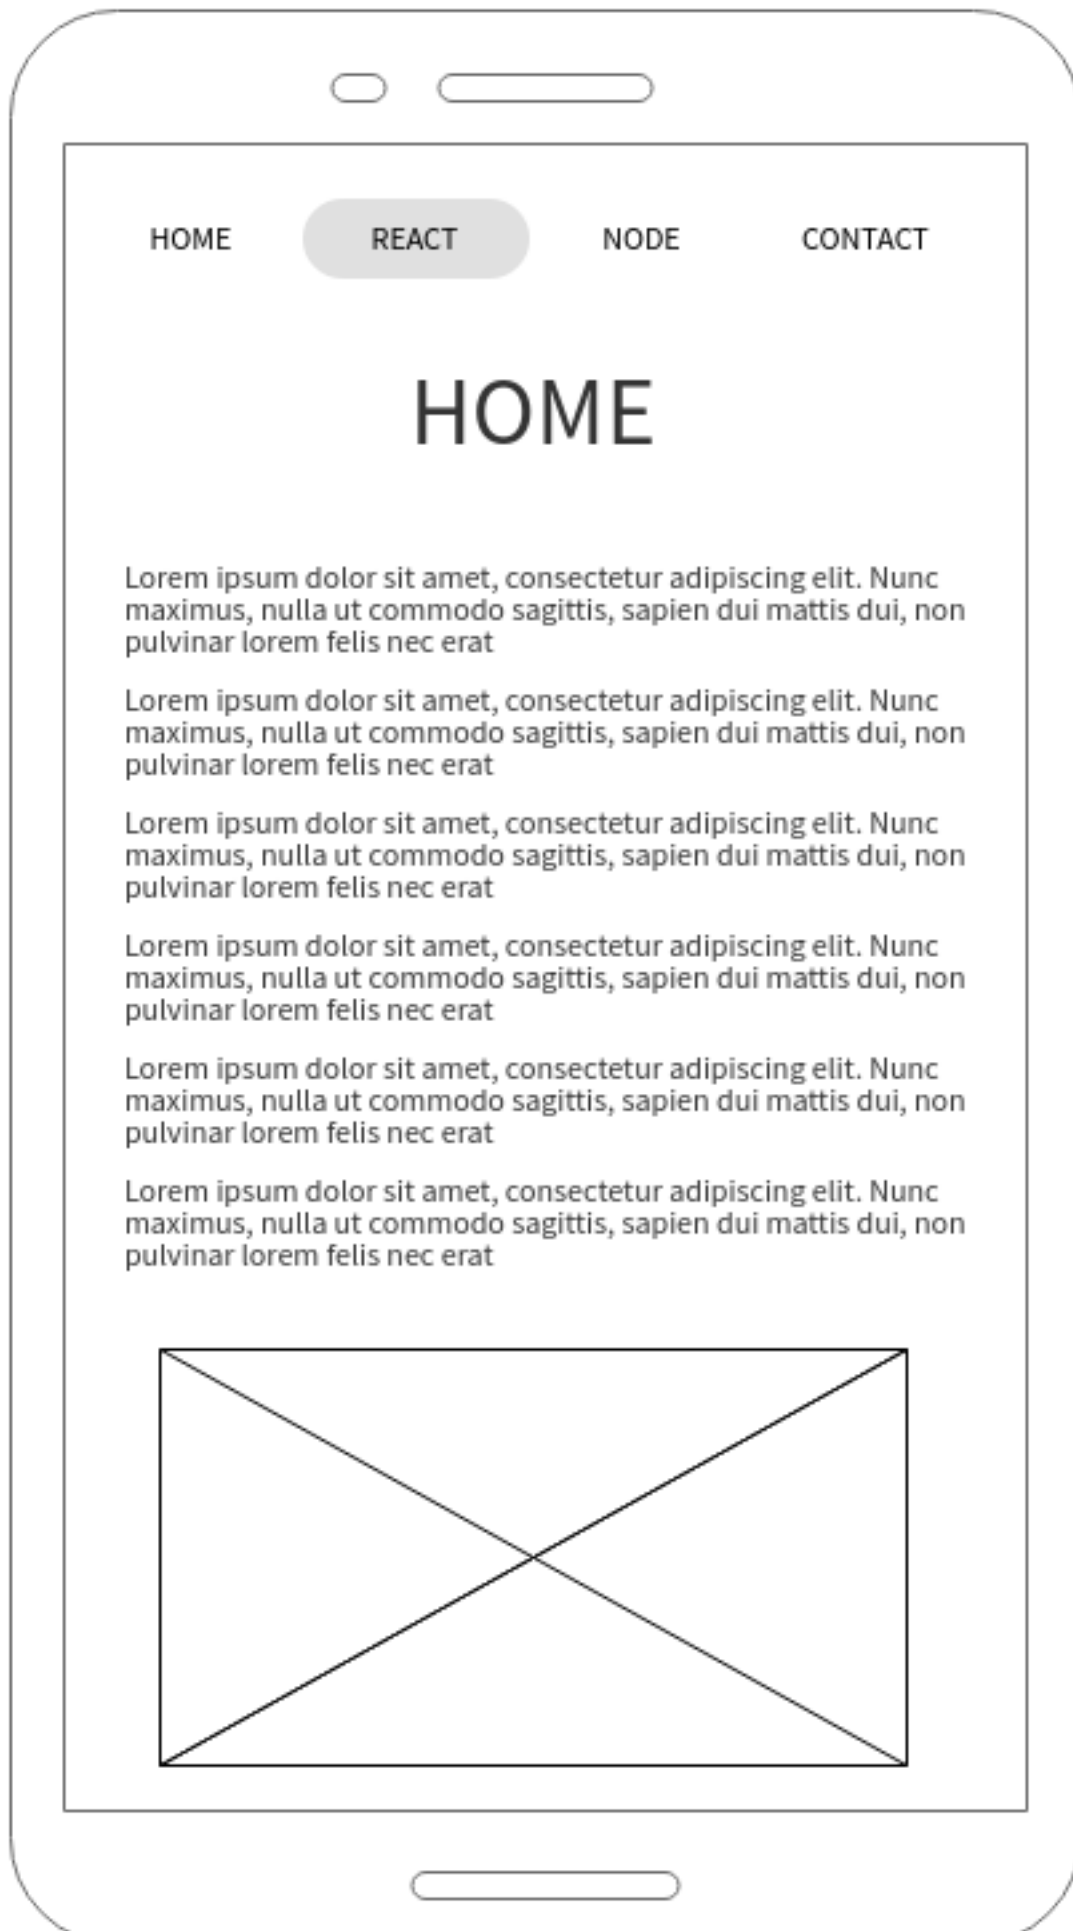 HOME REACT NODE CONTACT
HOME
Lorem ipsum dolor sit amet, consectetur adipiscing elit. Nunc
maximus, nulla ut commodo sagittis, sapien dui mattis dui, non
pulvinar lorem felis nec erat
Lorem ipsum dolor sit amet, consectetur adipiscing elit. Nunc
maximus, nulla ut commodo sagittis, sapien dui mattis dui, non
pulvinar lorem felis nec erat
Lorem ipsum dolor sit amet, consectetur adipiscing elit. Nunc
maximus, nulla ut commodo sagittis, sapien dui mattis dui, non
pulvinar lorem felis nec erat
Lorem ipsum dolor sit amet, consectetur adipiscing elit. Nunc
maximus, nulla ut commodo sagittis, sapien dui mattis dui, non
pulvinar lorem felis nec erat
Lorem ipsum dolor sit amet, consectetur adipiscing elit. Nunc
maximus, nulla ut commodo sagittis, sapien dui mattis dui, non
pulvinar lorem felis nec erat
Lorem ipsum dolor sit amet, consectetur adipiscing elit. Nunc
maximus, nulla ut commodo sagittis, sapien dui mattis dui, non
pulvinar lorem felis nec erat